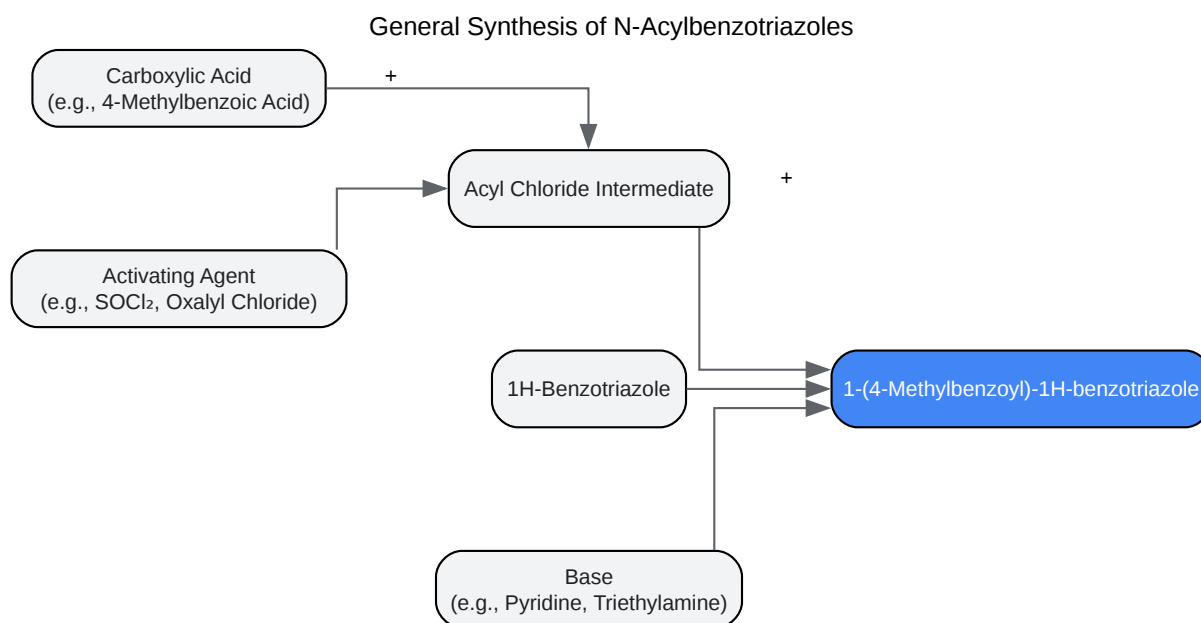 General Synthesis of N-Acylbenzotriazoles
Carboxylic Acid
(e.g., 4-Methylbenzoic Acid)
+
Acyl Chloride Intermediate
+
Activating Agent
(e.g., SOCl₂, Oxalyl Chloride)
1H-Benzotriazole
1-(4-Methylbenzoyl)-1H-benzotriazole
Base
(e.g., Pyridine, Triethylamine)